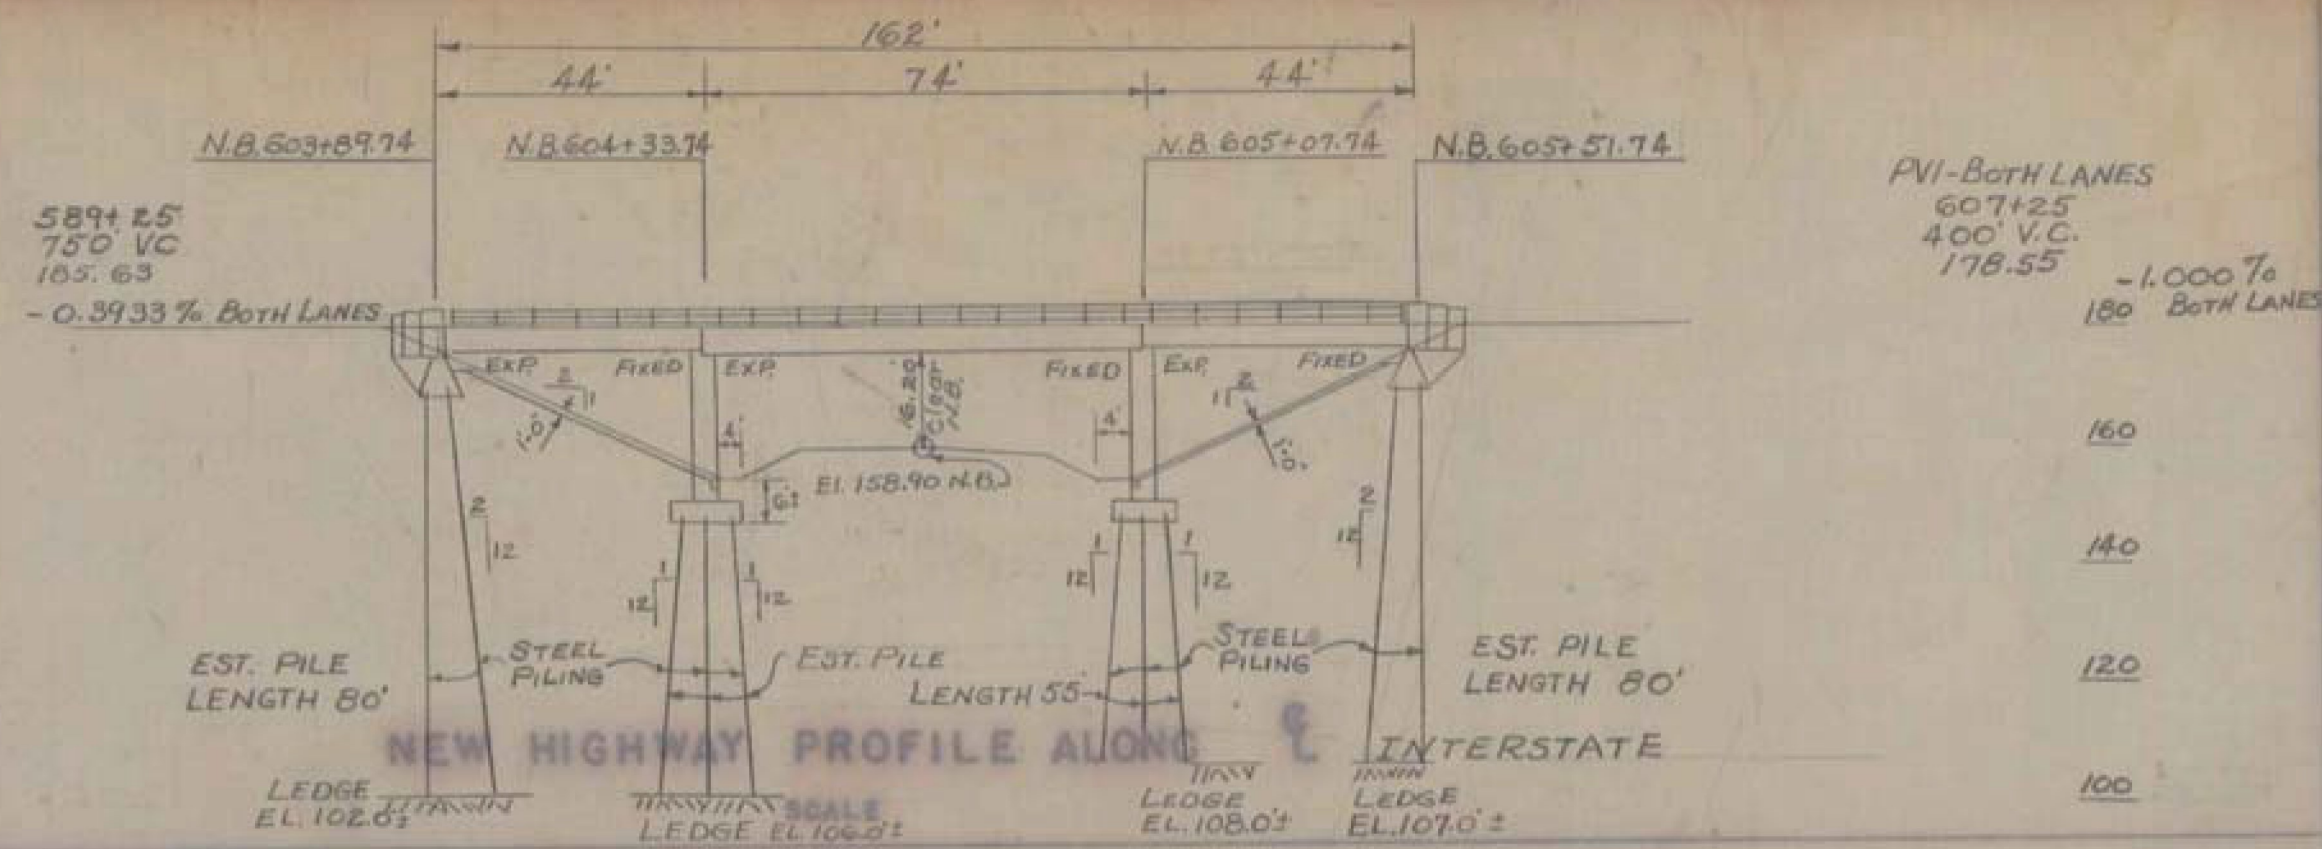 162'
44'
74'
44'
N.B. 603+89.74
N.B. 604+33.74
N.B. 605+07.74
N.B. 605+51.74
589+25
750 VC
185.63
-0.3933% BOTH LANES
PVI-BOTH LANES
607+25
400' V.C.
178.55
-1.000%
BOTH LANES
180
EXP.
FIXED
EXP.
FIXED
EXP.
FIXED
16.20'
Clear
N.B.
2
1
1'-0"
4'
4'
2
1
1'-0"
160
El. 158.90 N.B.
6'±
2
12
1
12
1
12
1
12
1
12
2
12
140
EST. PILE
LENGTH 80'
STEEL
PILING
EST. PILE
LENGTH 55'
STEEL
PILING
EST. PILE
LENGTH 80'
120
NEW HIGHWAY PROFILE ALONG ℄ INTERSTATE
SCALE
100
LEDGE
EL. 102.0'±
LEDGE EL. 106.0'±
LEDGE
EL. 108.0'±
LEDGE
EL. 107.0'±